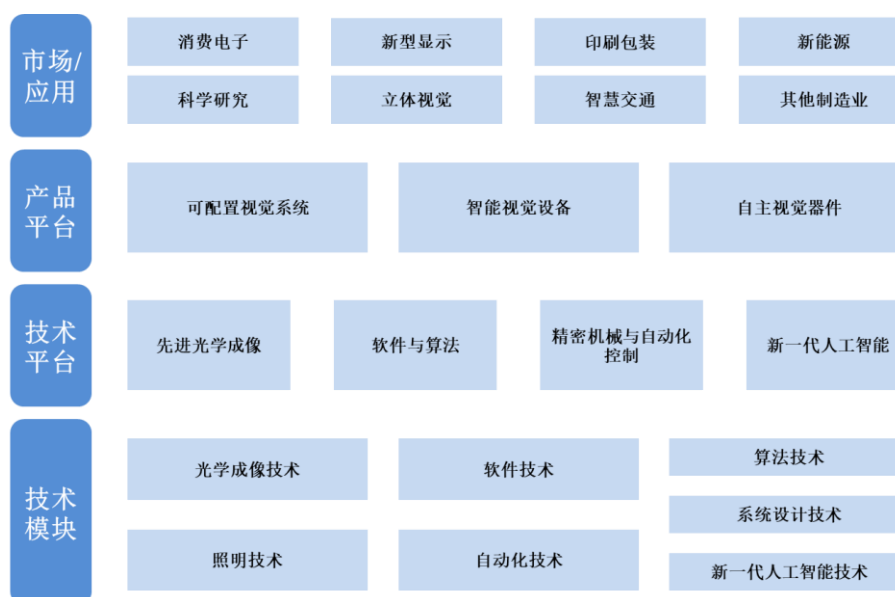 市场/
应用
消费电子
新型显示
印刷包装
新能源
科学研究
立体视觉
智慧交通
其他制造业
产品
平台
可配置视觉系统
智能视觉设备
自主视觉器件
技术
平台
先进光学成像
软件与算法
精密机械与自动化
控制
新一代人工智能
技术
模块
光学成像技术
软件技术
算法技术
系统设计技术
照明技术
自动化技术
新一代人工智能技术